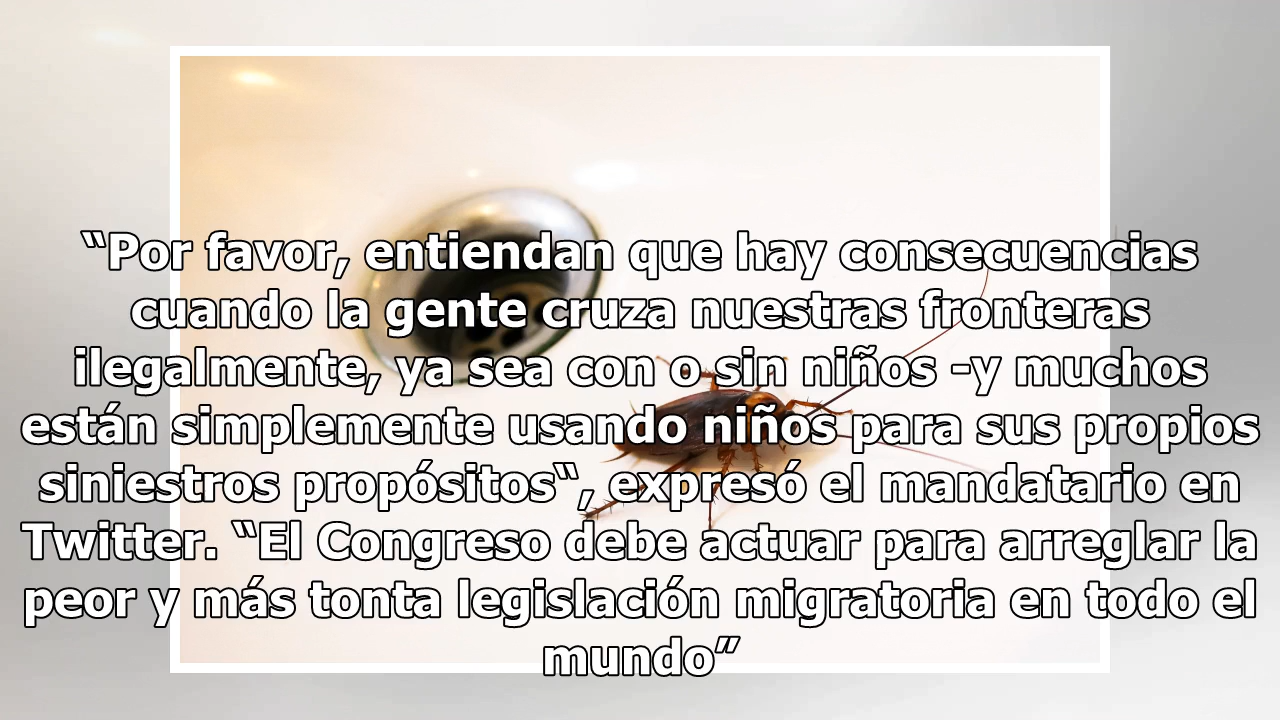 “Por favor, entiendan que hay consecuencias
cuando la gente cruza nuestras fronteras
ilegalmente, ya sea con o sin niños -y muchos
están simplemente usando niños para sus propios
siniestros propósitos“, expresó el mandatario en
Twitter. “El Congreso debe actuar para arreglar la
peor y más tonta legislación migratoria en todo el
mundo”